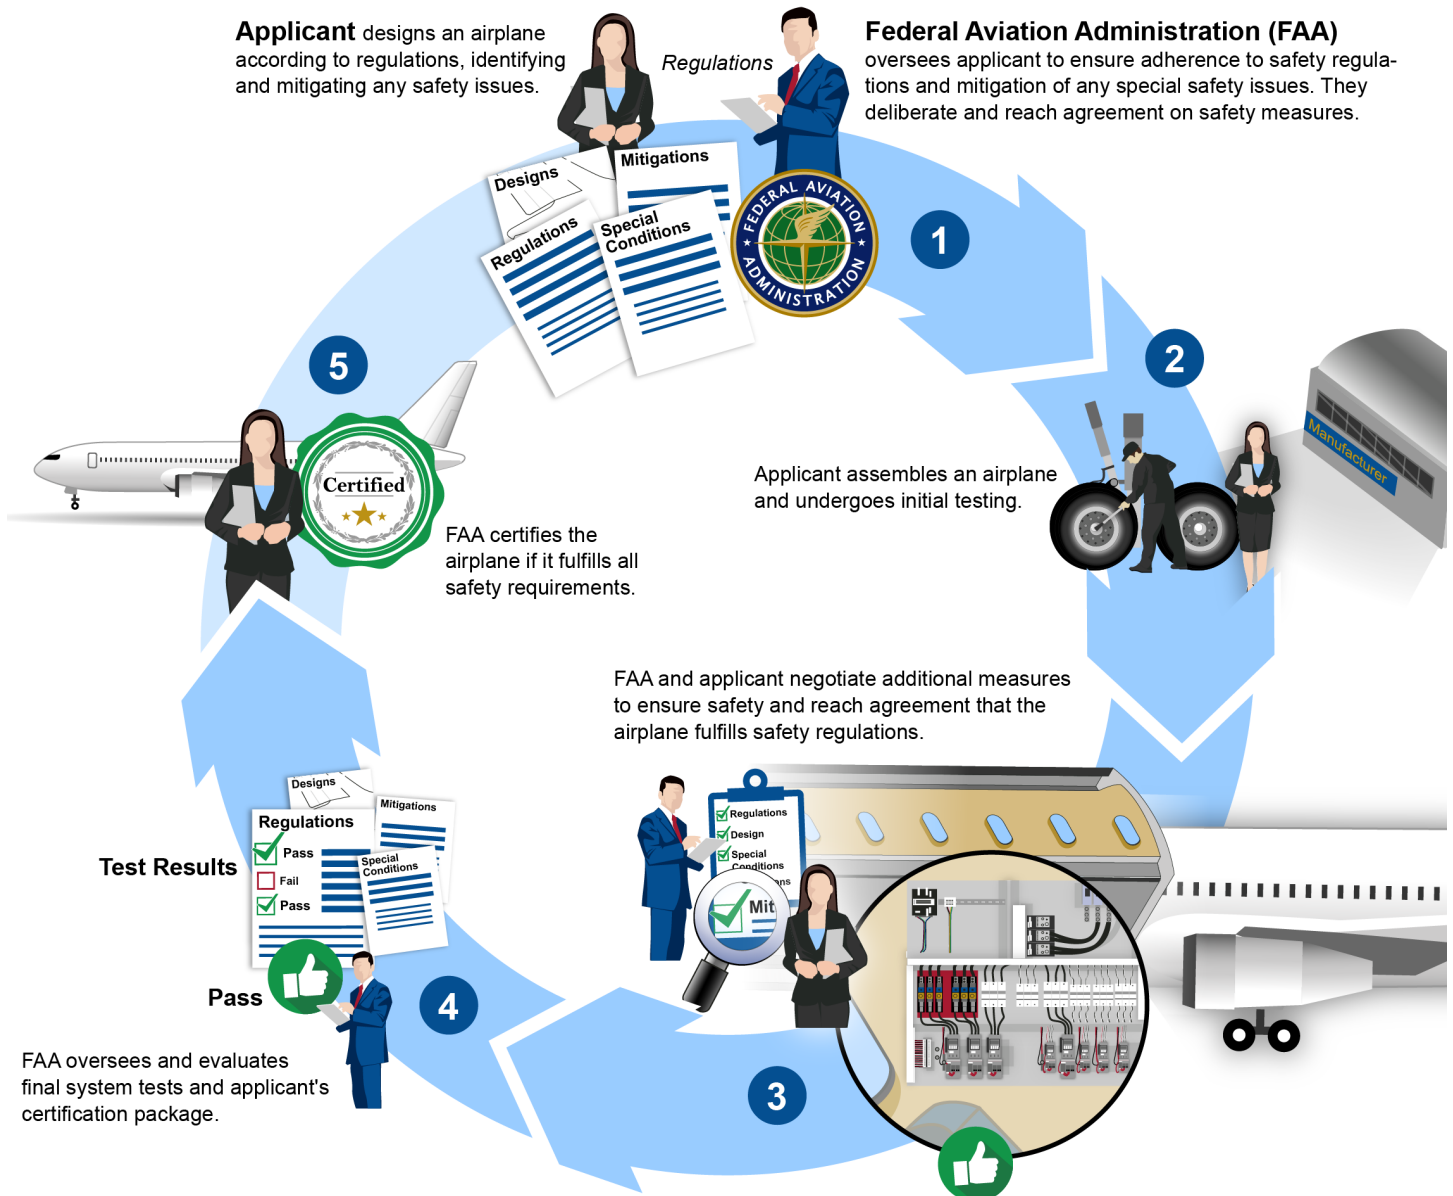 Applicant designs an airplane
according to regulations, identifying
and mitigating any safety issues.
Regulations
Federal Aviation Administration (FAA)
oversees applicant to ensure adherence to safety regula-
tions and mitigation of any special safety issues. They
deliberate and reach agreement on safety measures.
Designs
Mitigations
Regulations
Special
Conditions
FEDERAL AVIATION
ADMINISTRATION
1
2
Manufacturer
Applicant assembles an airplane
and undergoes initial testing.
5
Certified
FAA certifies the
airplane if it fulfills all
safety requirements.
FAA and applicant negotiate additional measures
to ensure safety and reach agreement that the
airplane fulfills safety regulations.
Regulations
Design
Special
Conditions
ons
Mit
3
Designs
Mitigations
Regulations
Pass
Fail
Pass
Special
Conditions
Test Results
Pass
4
FAA oversees and evaluates
final system tests and applicant's
certification package.